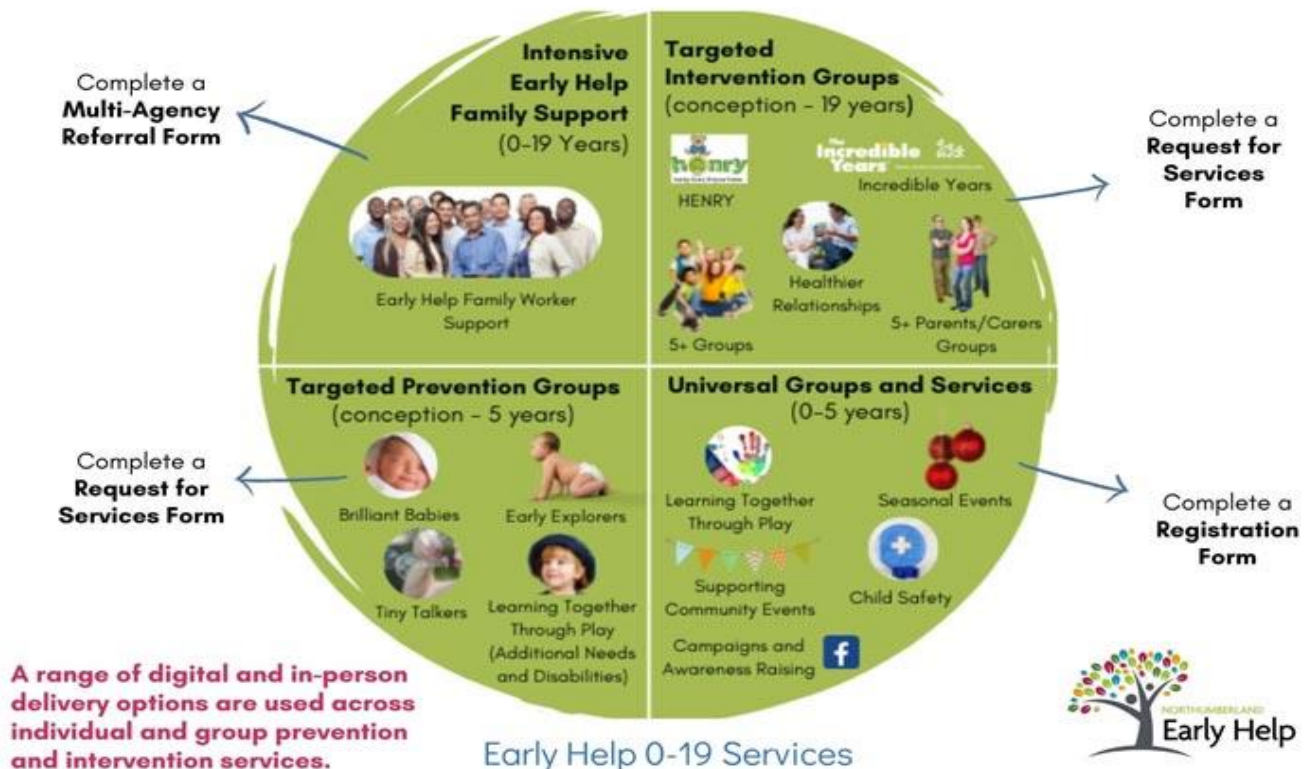 Complete a
Multi-Agency
Referral Form
Intensive
Early Help
Family Support
(0-19 Years)
Early Help Family Worker
Support
Targeted
Intervention Groups
(conception - 19 years)
henry
HENRY
The
Incredible
Years
Incredible Years
Healthier
Relationships
5+ Groups
5+ Parents/Carers
Groups
Complete a
Request for
Services
Form
Targeted Prevention Groups
(conception - 5 years)
Brilliant Babies
Early Explorers
Tiny Talkers
Learning Together
Through Play
(Additional Needs
and Disabilities)
Complete a
Request for
Services Form
Universal Groups and Services
(0-5 years)
Learning Together
Through Play
Seasonal Events
Supporting
Community Events
Child Safety
Campaigns and
Awareness Raising
f
Complete a
Registration
Form
A range of digital and in-person
delivery options are used across
individual and group prevention
and intervention services.
Early Help 0-19 Services
NORTHUMBERLAND
Early Help